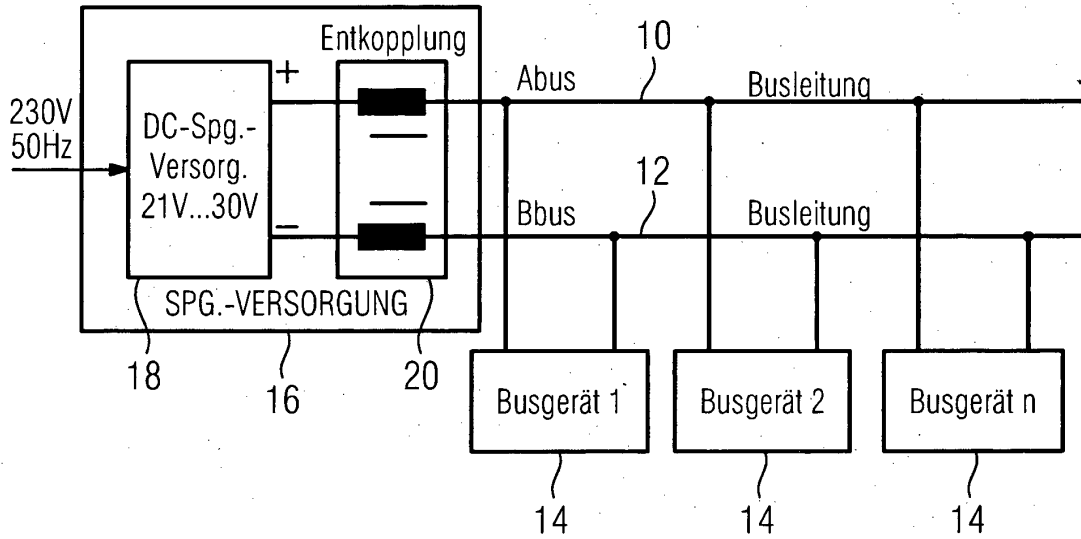 Entkopplung
10
230V
50Hz
+
DC-Spg.-
Versorg.
21V...30V
Abus
Busleitung
12
–
Bbus
Busleitung
SPG.-VERSORGUNG
18
16
20
Busgerät 1
Busgerät 2
Busgerät n
14
14
14